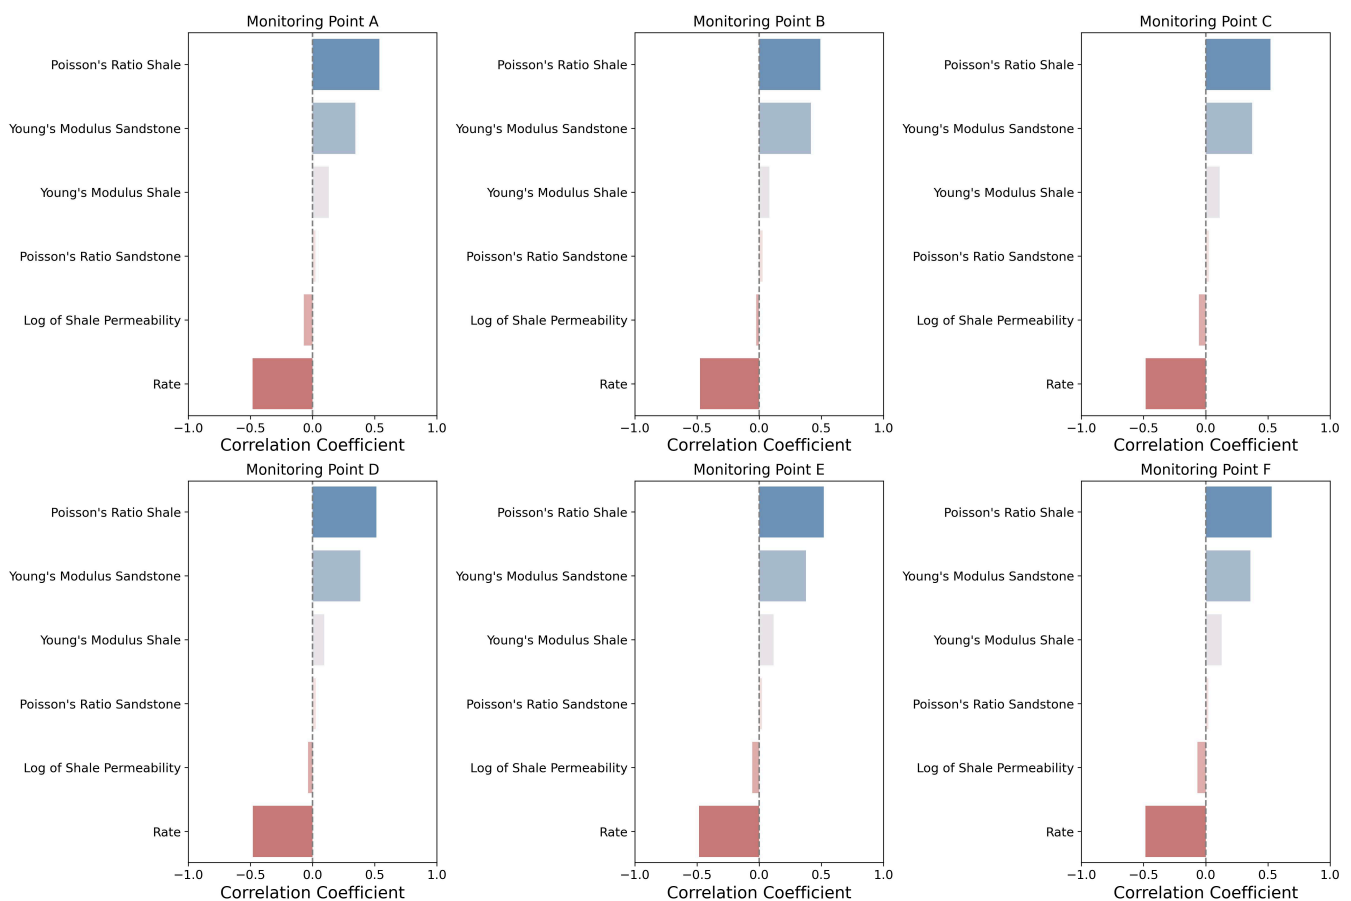 Monitoring Point A
Poisson's Ratio Shale
Young's Modulus Sandstone
Young's Modulus Shale
Poisson's Ratio Sandstone
Log of Shale Permeability
Rate
−1.0 −0.5 0.0 0.5 1.0
Correlation Coefficient
Monitoring Point B
Poisson's Ratio Shale
Young's Modulus Sandstone
Young's Modulus Shale
Poisson's Ratio Sandstone
Log of Shale Permeability
Rate
−1.0 −0.5 0.0 0.5 1.0
Correlation Coefficient
Monitoring Point C
Poisson's Ratio Shale
Young's Modulus Sandstone
Young's Modulus Shale
Poisson's Ratio Sandstone
Log of Shale Permeability
Rate
−1.0 −0.5 0.0 0.5 1.0
Correlation Coefficient
Monitoring Point D
Poisson's Ratio Shale
Young's Modulus Sandstone
Young's Modulus Shale
Poisson's Ratio Sandstone
Log of Shale Permeability
Rate
−1.0 −0.5 0.0 0.5 1.0
Correlation Coefficient
Monitoring Point E
Poisson's Ratio Shale
Young's Modulus Sandstone
Young's Modulus Shale
Poisson's Ratio Sandstone
Log of Shale Permeability
Rate
−1.0 −0.5 0.0 0.5 1.0
Correlation Coefficient
Monitoring Point F
Poisson's Ratio Shale
Young's Modulus Sandstone
Young's Modulus Shale
Poisson's Ratio Sandstone
Log of Shale Permeability
Rate
−1.0 −0.5 0.0 0.5 1.0
Correlation Coefficient